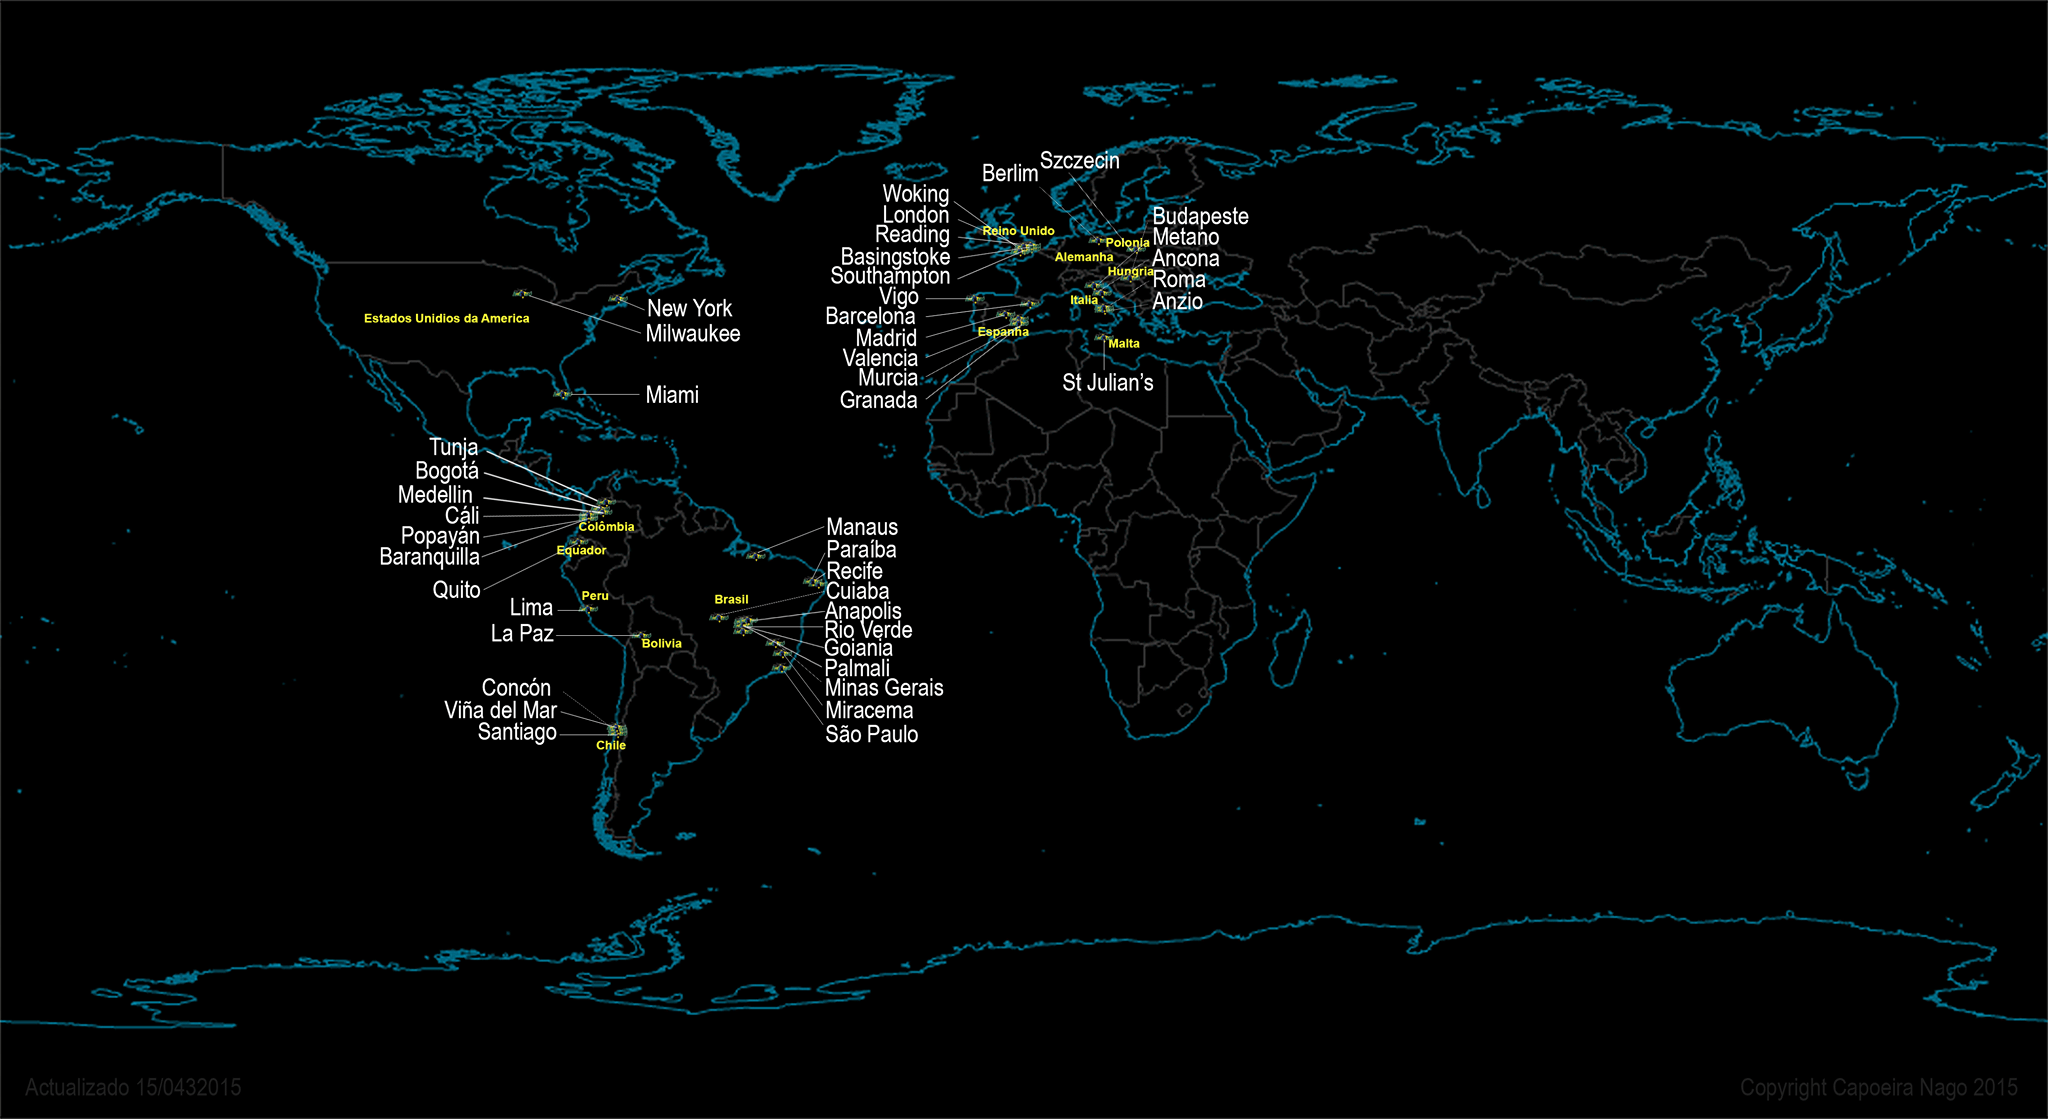 Szczecin
Berlim
Woking
London
Reading
Basingstoke
Southampton
Reino Unido
Polonia
Alemanha
Hungria
Budapeste
Metano
Ancona
Roma
Anzio
Italia
Vigo
Barcelona
Madrid
Valencia
Murcia
Granada
Espanha
Malta
St Julian’s
New York
Milwaukee
Estados Unidios da America
Miami
Tunja
Bogotá
Medellin
Cáli
Popayán
Baranquilla
Colômbia
Equador
Quito
Peru
Lima
La Paz
Bolivia
Brasil
Manaus
Paraíba
Recife
Cuiaba
Anapolis
Rio Verde
Goiania
Palmali
Minas Gerais
Miracema
São Paulo
Concón
Viña del Mar
Santiago
Chile
Actualizado 15/0432015
Copyright Capoeira Nago 2015